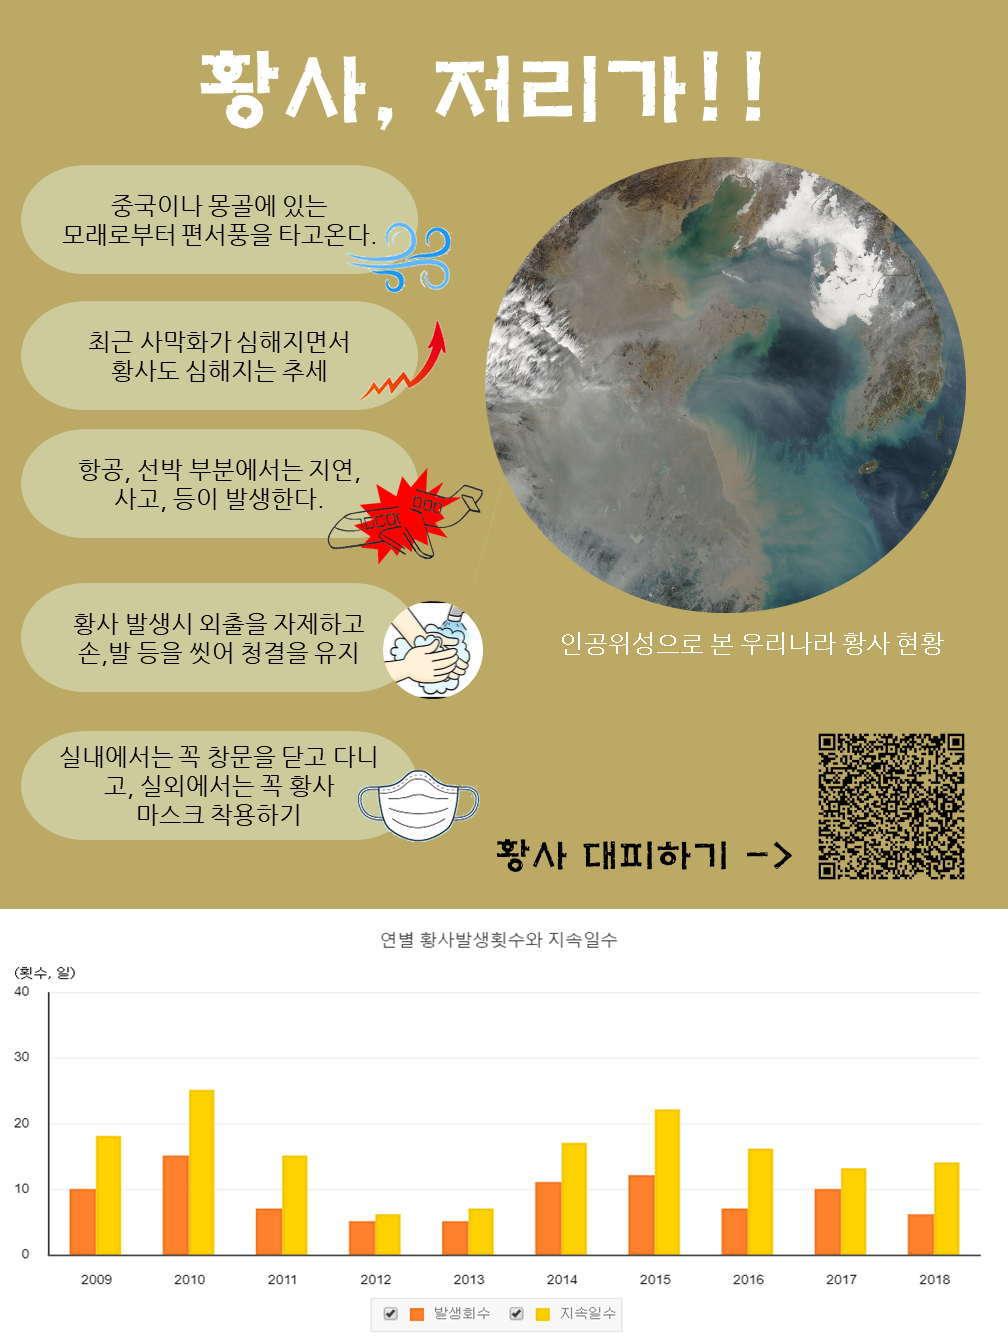 황사, 저리가!!
중국이나 몽골에 있는
모래로부터 편서풍을 타고온다.
최근 사막화가 심해지면서
황사도 심해지는 추세
항공, 선박 부분에서는 지연,
사고, 등이 발생한다.
황사 발생시 외출을 자제하고
손,발 등을 씻어 청결을 유지
실내에서는 꼭 창문을 닫고 다니
고, 실외에서는 꼭 황사
마스크 착용하기
인공위성으로 본 우리나라 황사 현황
황사 대피하기 ->
연별 황사발생횟수와 지속일수
(횟수, 일)
40
30
20
10
0
2009 2010 2011 2012 2013 2014 2015 2016 2017 2018
발생회수 지속일수